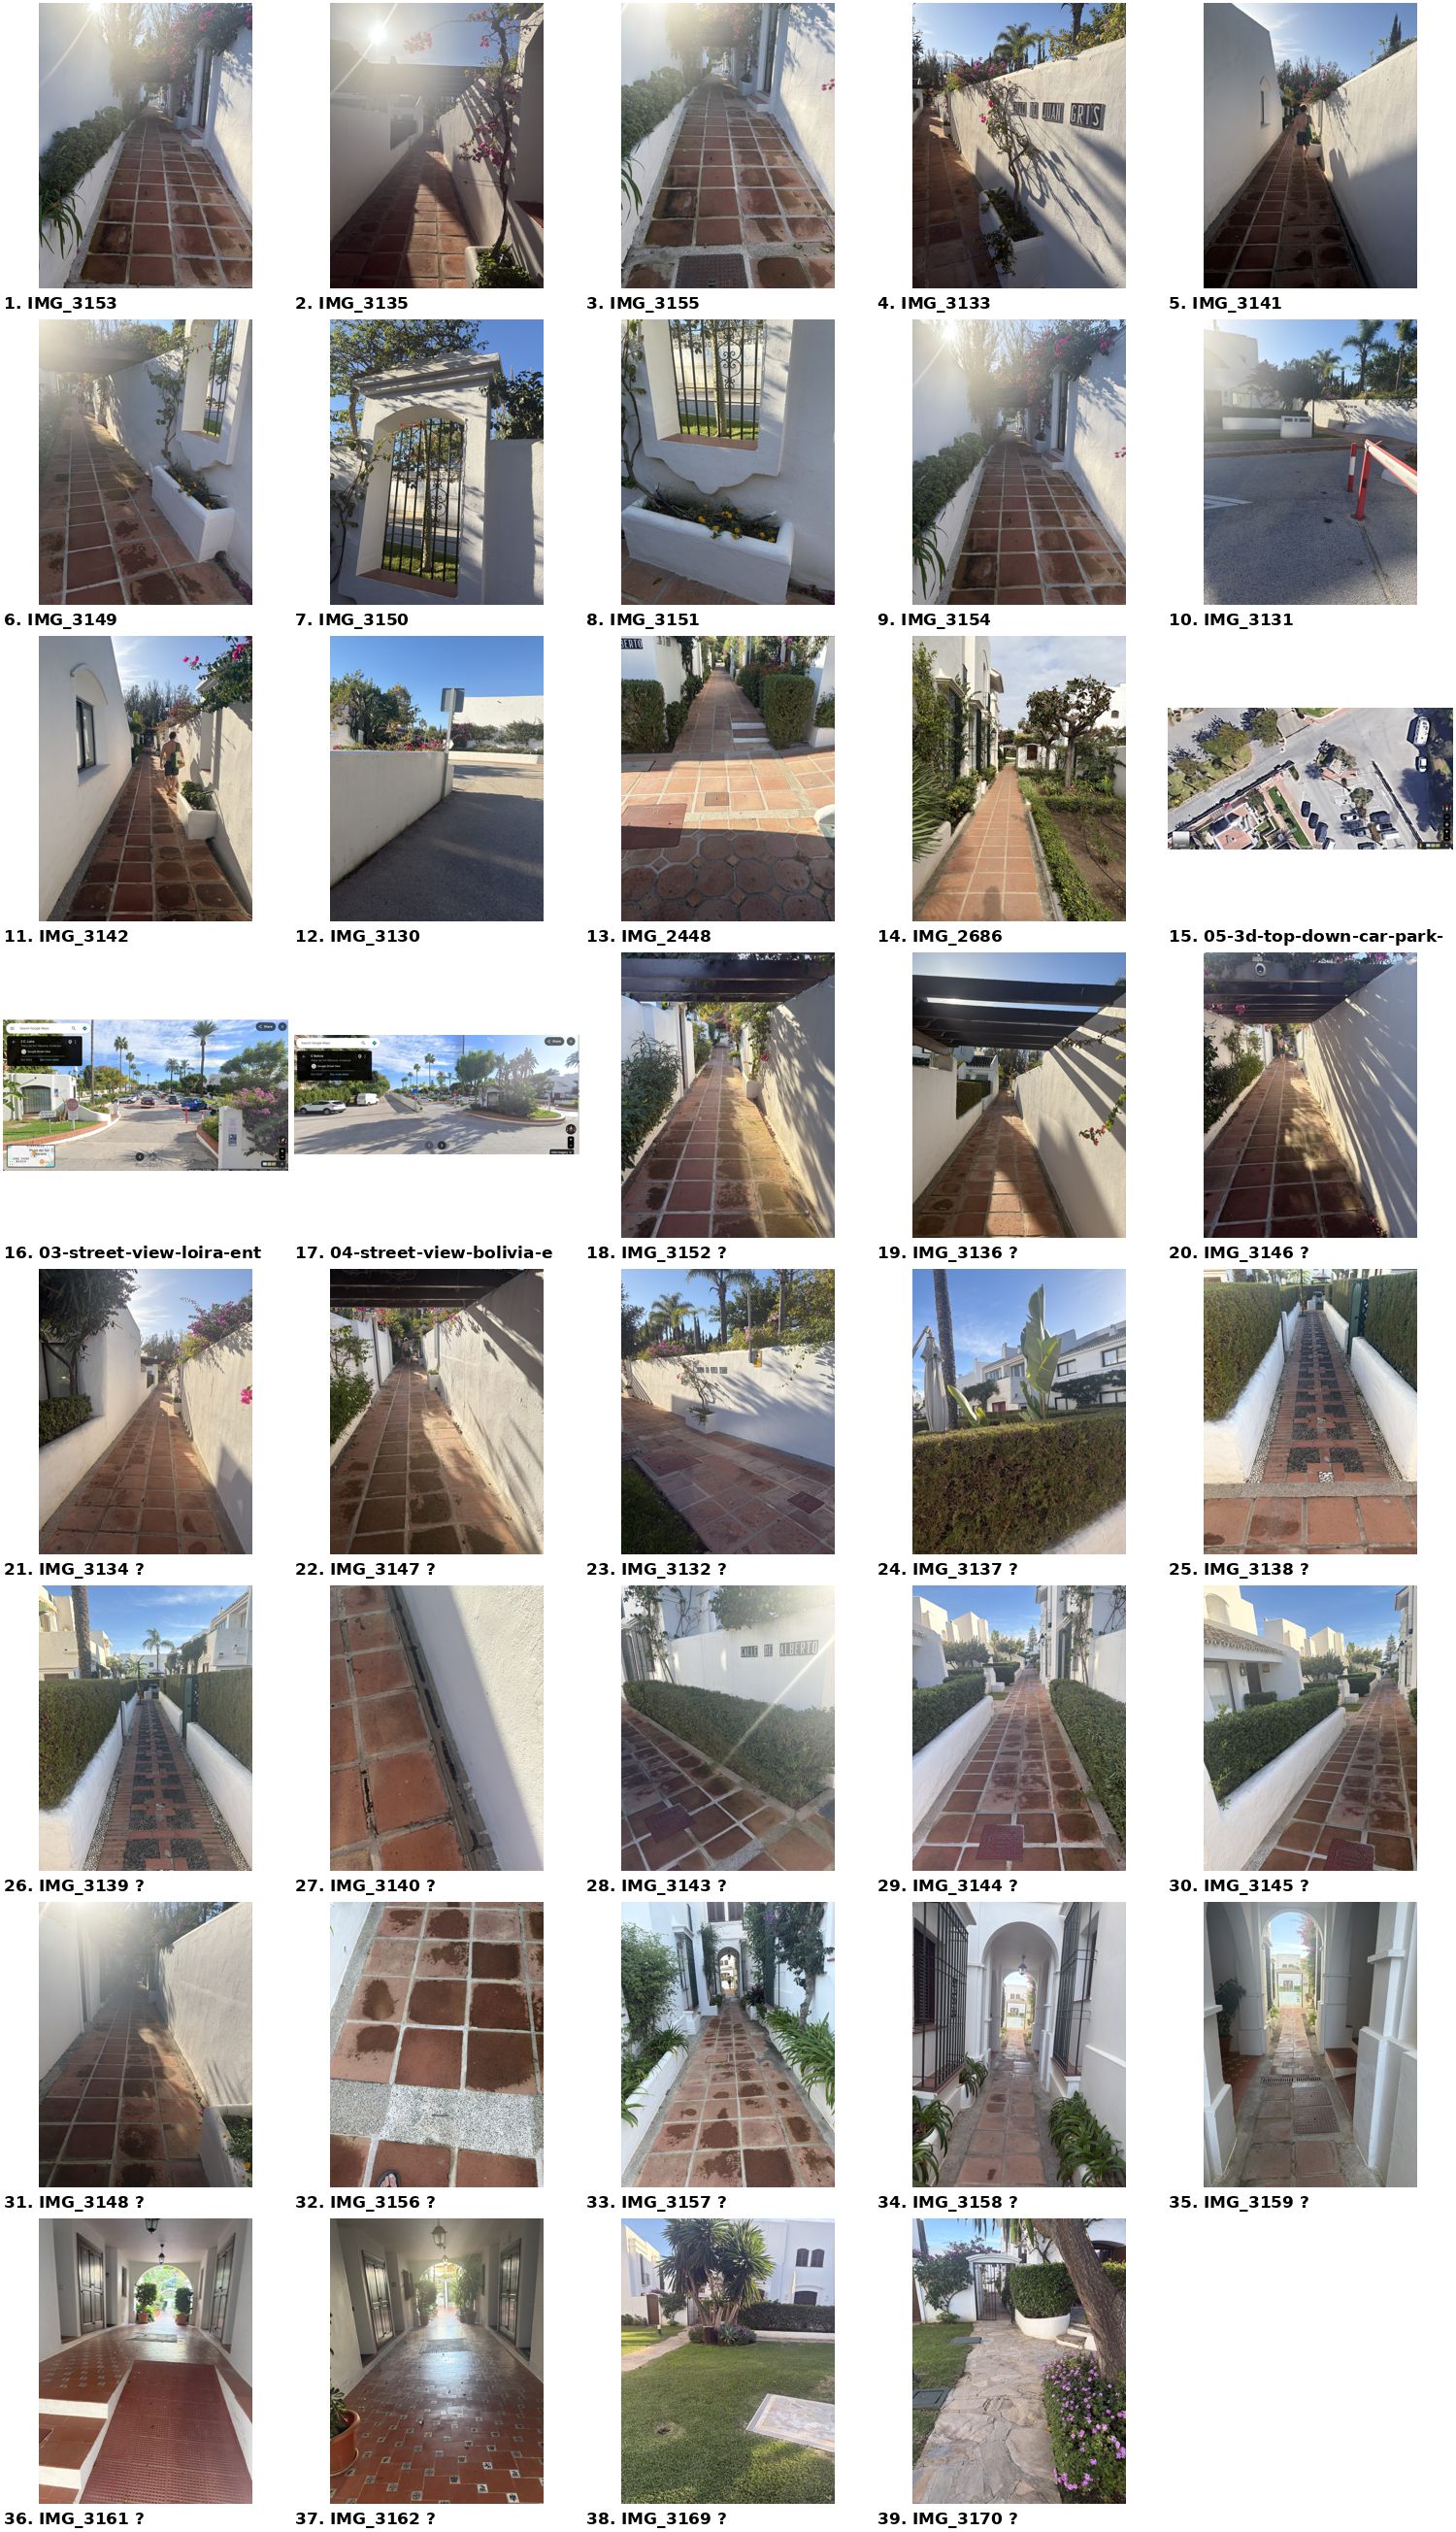 1. IMG_3153
2. IMG_3135
3. IMG_3155
JUAN GRIS
4. IMG_3133
5. IMG_3141
6. IMG_3149
7. IMG_3150
8. IMG_3151
9. IMG_3154
10. IMG_3131
11. IMG_3142
12. IMG_3130
BERTO
13. IMG_2448
14. IMG_2686
15. 05-3d-top-down-car-park-
16. 03-street-view-loira-ent
17. 04-street-view-bolivia-e
18. IMG_3152 ?
19. IMG_3136 ?
20. IMG_3146 ?
21. IMG_3134 ?
22. IMG_3147 ?
23. IMG_3132 ?
24. IMG_3137 ?
25. IMG_3138 ?
26. IMG_3139 ?
27. IMG_3140 ?
CALLE DE ALBERTO
28. IMG_3143 ?
29. IMG_3144 ?
30. IMG_3145 ?
31. IMG_3148 ?
32. IMG_3156 ?
33. IMG_3157 ?
34. IMG_3158 ?
35. IMG_3159 ?
36. IMG_3161 ?
37. IMG_3162 ?
38. IMG_3169 ?
39. IMG_3170 ?